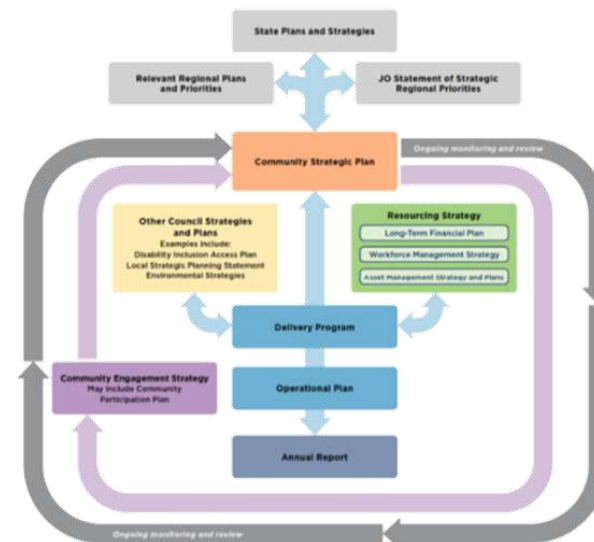 State Plans and Strategies
Relevant Regional Plans
and Priorities
JO Statement of Strategic
Regional Priorities
Ongoing monitoring and review
Community Strategic Plan
Other Council Strategies
and Plans
Examples include:
Disability Inclusion Access Plan
Local Strategic Planning Statement
Environmental Strategies
Resourcing Strategy
Long-Term Financial Plan
Workforce Management Strategy
Asset Management Strategy and Plans
Delivery Program
Community Engagement Strategy
May include Community
Participation Plan
Operational Plan
Annual Report
Ongoing monitoring and review